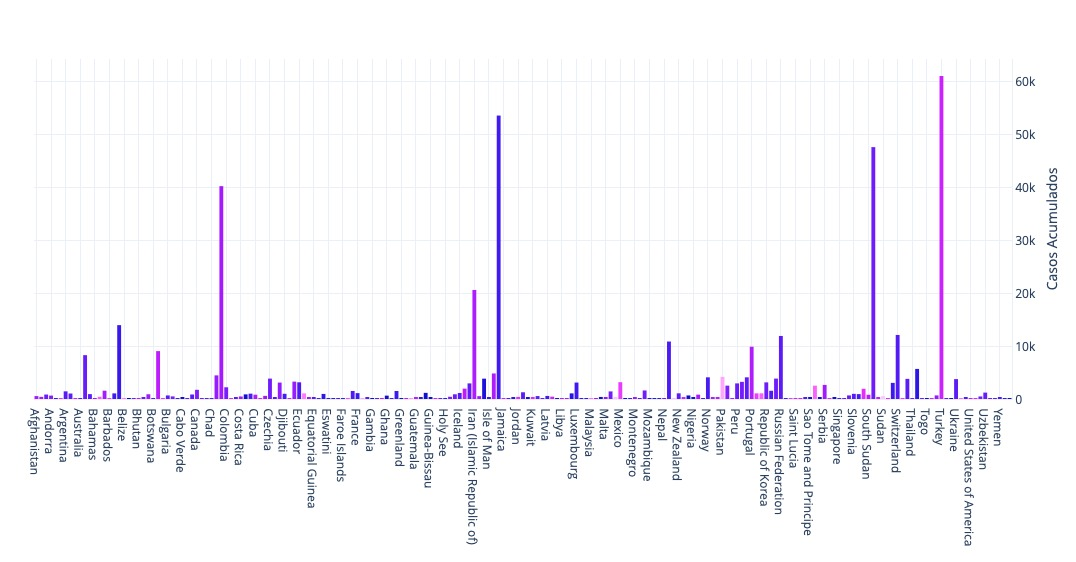 60k
50k
40k
30k
20k
10k
0
Casos Acumulados
Afghanistan
Andorra
Argentina
Australia
Bahamas
Barbados
Belize
Bhutan
Botswana
Bulgaria
Cabo Verde
Canada
Chad
Colombia
Costa Rica
Cuba
Czechia
Djibouti
Ecuador
Equatorial Guinea
Eswatini
Faroe Islands
France
Gambia
Ghana
Greenland
Guatemala
Guinea-Bissau
Holy See
Iceland
Iran (Islamic Republic of)
Isle of Man
Jamaica
Jordan
Kuwait
Latvia
Libya
Luxembourg
Malaysia
Malta
Mexico
Montenegro
Mozambique
Nepal
New Zealand
Nigeria
Norway
Pakistan
Peru
Portugal
Republic of Korea
Russian Federation
Saint Lucia
Sao Tome and Principe
Serbia
Singapore
Slovenia
South Sudan
Sudan
Switzerland
Thailand
Togo
Turkey
Ukraine
United States of America
Uzbekistan
Yemen